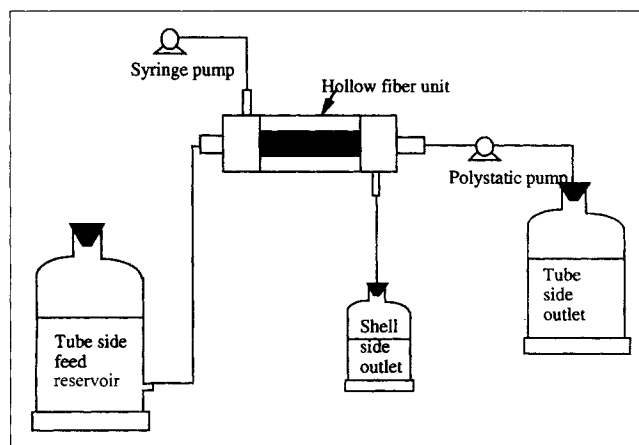 Syringe pump
Hollow fiber unit
Polystatic pump
Tube side
feed
reservoir
Shell
side
outlet
Tube
side
outlet